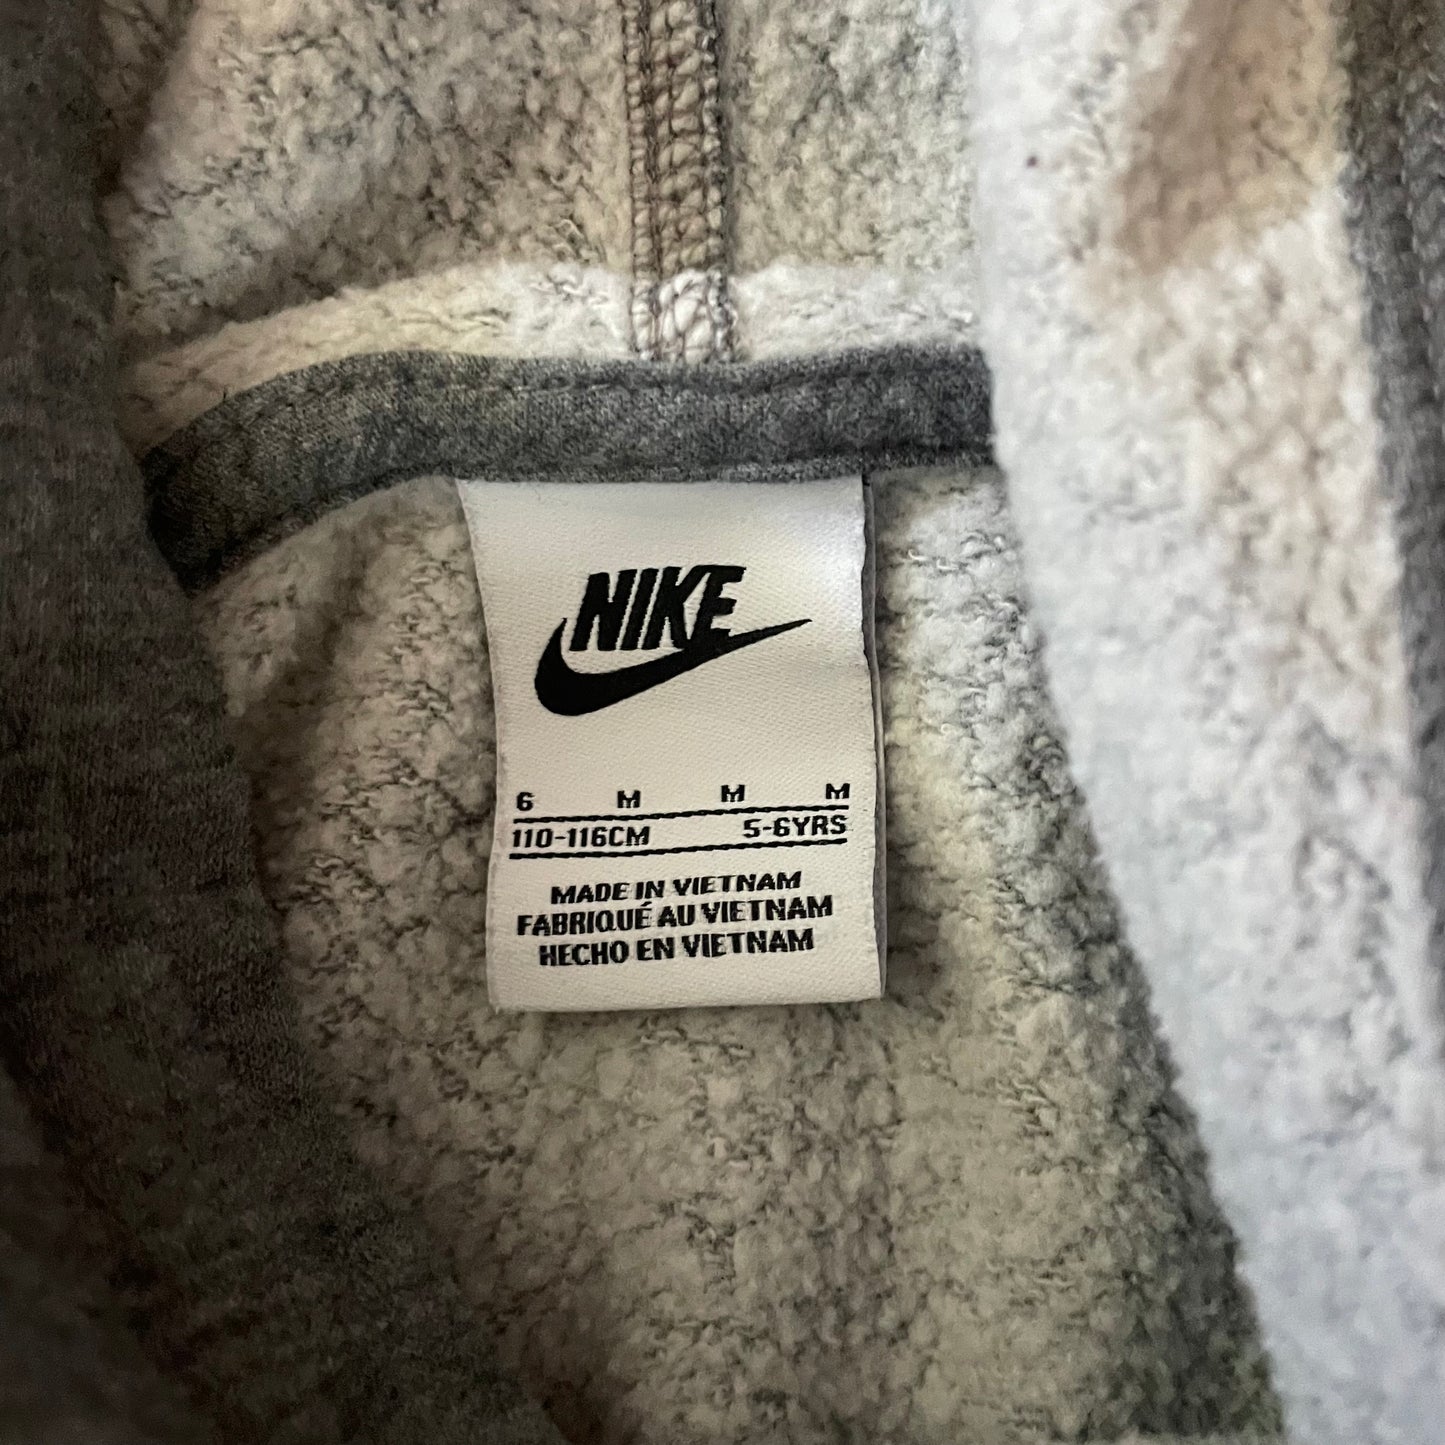 NIKE
6 M M M
110-116CM 5-6YRS
MADE IN VIETNAM
FABRIQUÉ AU VIETNAM
HECHO EN VIETNAM